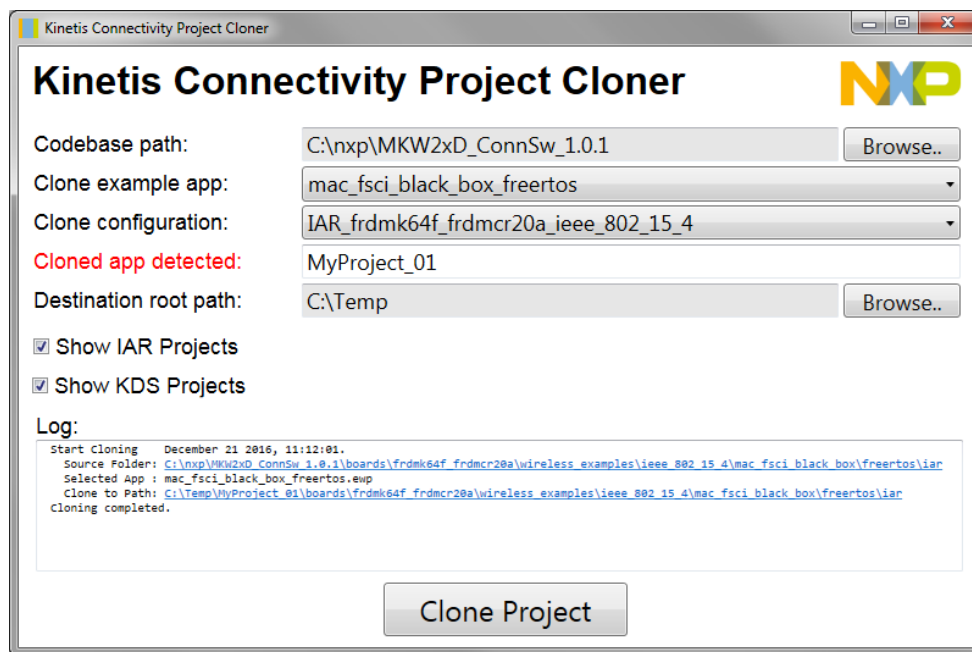 Kinetis Connectivity Project Cloner
Kinetis Connectivity Project Cloner
NXP
Codebase path: C:\nxp\MKW2xD_ConnSw_1.0.1 Browse..
Clone example app: mac_fsci_black_box_freertos
Clone configuration: IAR_frdmk64f_frdmcr20a_ieee_802_15_4
Cloned app detected: MyProject_01
Destination root path: C:\Temp Browse..
Show IAR Projects
Show KDS Projects
Log:
Start Cloning December 21 2016, 11:12:01.
Source Folder: C:\nxp\MKW2xD_ConnSw_1.0.1\boards\frdmk64f_frdmcr20a\wireless_examples\ieee_802_15_4\mac_fsci_black_box\freertos\iar
Selected App : mac_fsci_black_box_freertos.ewp
Clone to Path: C:\Temp\MyProject_01\boards\frdmk64f_frdmcr20a\wireless_examples\ieee_802_15_4\mac_fsci_black_box\freertos\iar
Cloning completed.
Clone Project